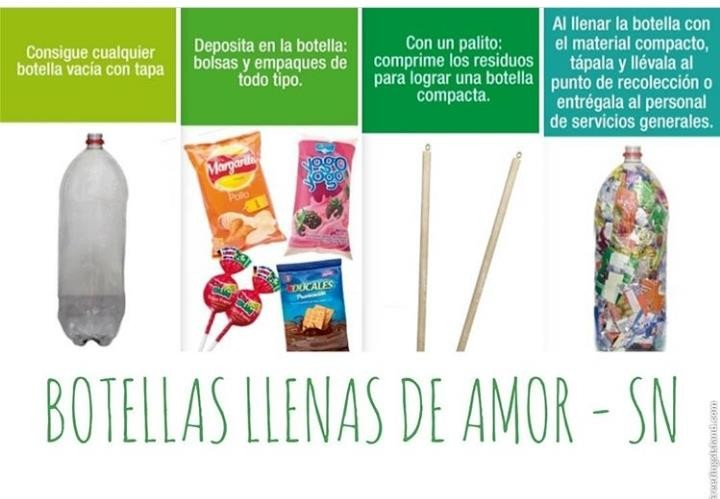 Consigue cualquier
botella vacía con tapa
Deposita en la botella:
bolsas y empaques de
todo tipo.
Con un palito:
comprime los residuos
para lograr una botella
compacta.
Al llenar la botella con
el material compacto,
tápala y llévala al
punto de recolección o
entrégala al personal
de servicios generales.
Margarita
Pollo
Yogo
Yogo
DUCALES
BOTELLAS LLENAS DE AMOR - SN
greetingsisland.com